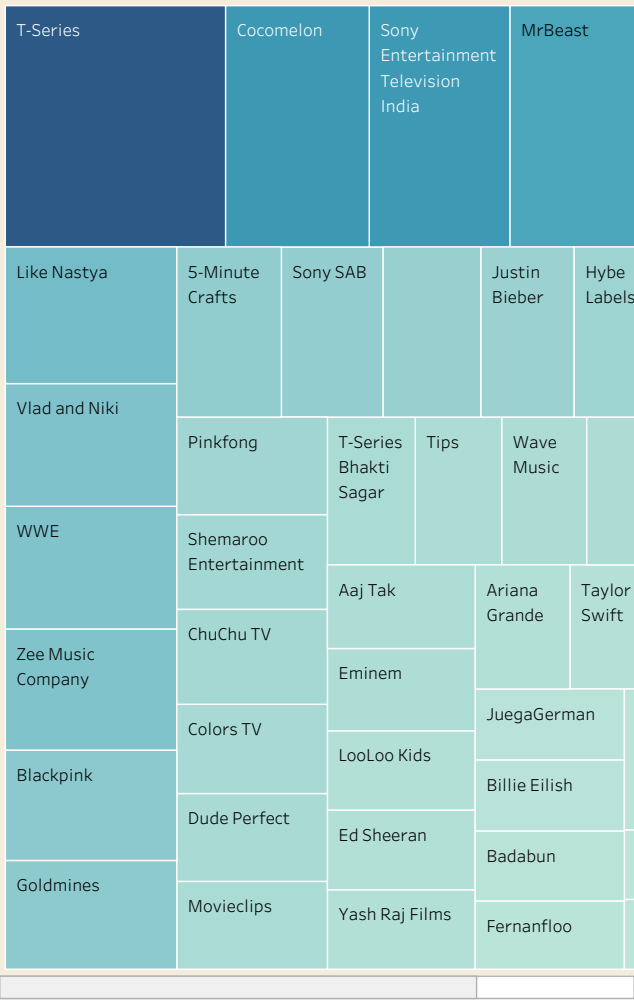 T-Series
Cocomelon
Sony
Entertainment
Television
India
MrBeast
Like Nastya
5-Minute
Crafts
Sony SAB
Justin
Bieber
Hybe
Labels
Vlad and Niki
Pinkfong
T-Series
Bhakti
Sagar
Tips
Wave
Music
WWE
Shemaroo
Entertainment
Aaj Tak
Ariana
Grande
Taylor
Swift
Zee Music
Company
ChuChu TV
Eminem
Colors TV
JuegaGerman
Blackpink
LooLoo Kids
Billie Eilish
Dude Perfect
Ed Sheeran
Badabun
Goldmines
Movieclips
Yash Raj Films
Fernanfloo